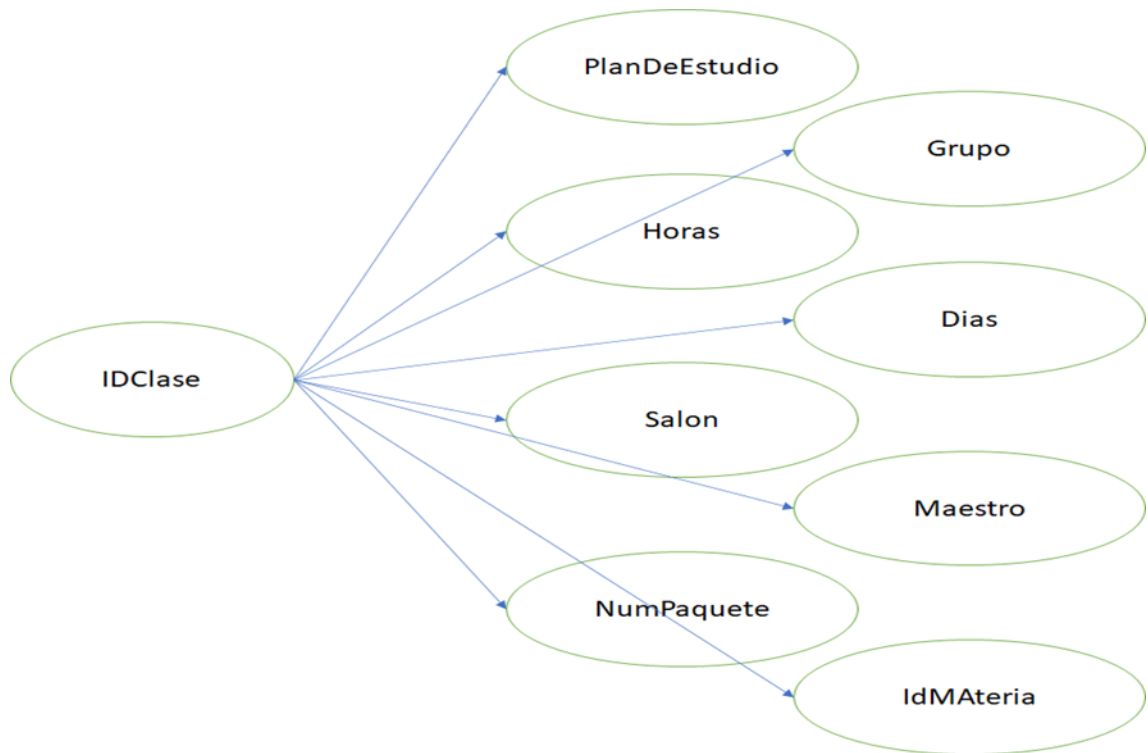 PlanDeEstudio
Grupo
Horas
Dias
IDClase
Salon
Maestro
NumPaquete
IdMAteria